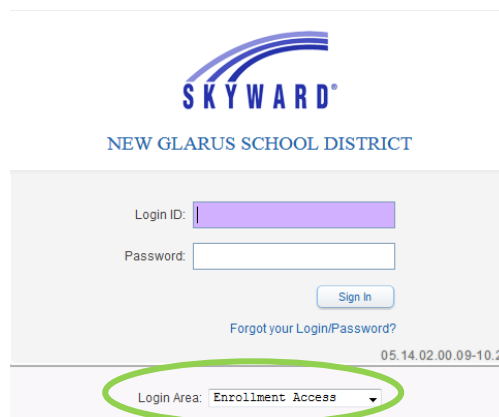 SKYWARD®
NEW GLARUS SCHOOL DISTRICT
Login ID:
Password:
Sign In
Forgot your Login/Password?
05.14.02.00.09-10.2
Login Area: Enrollment Access